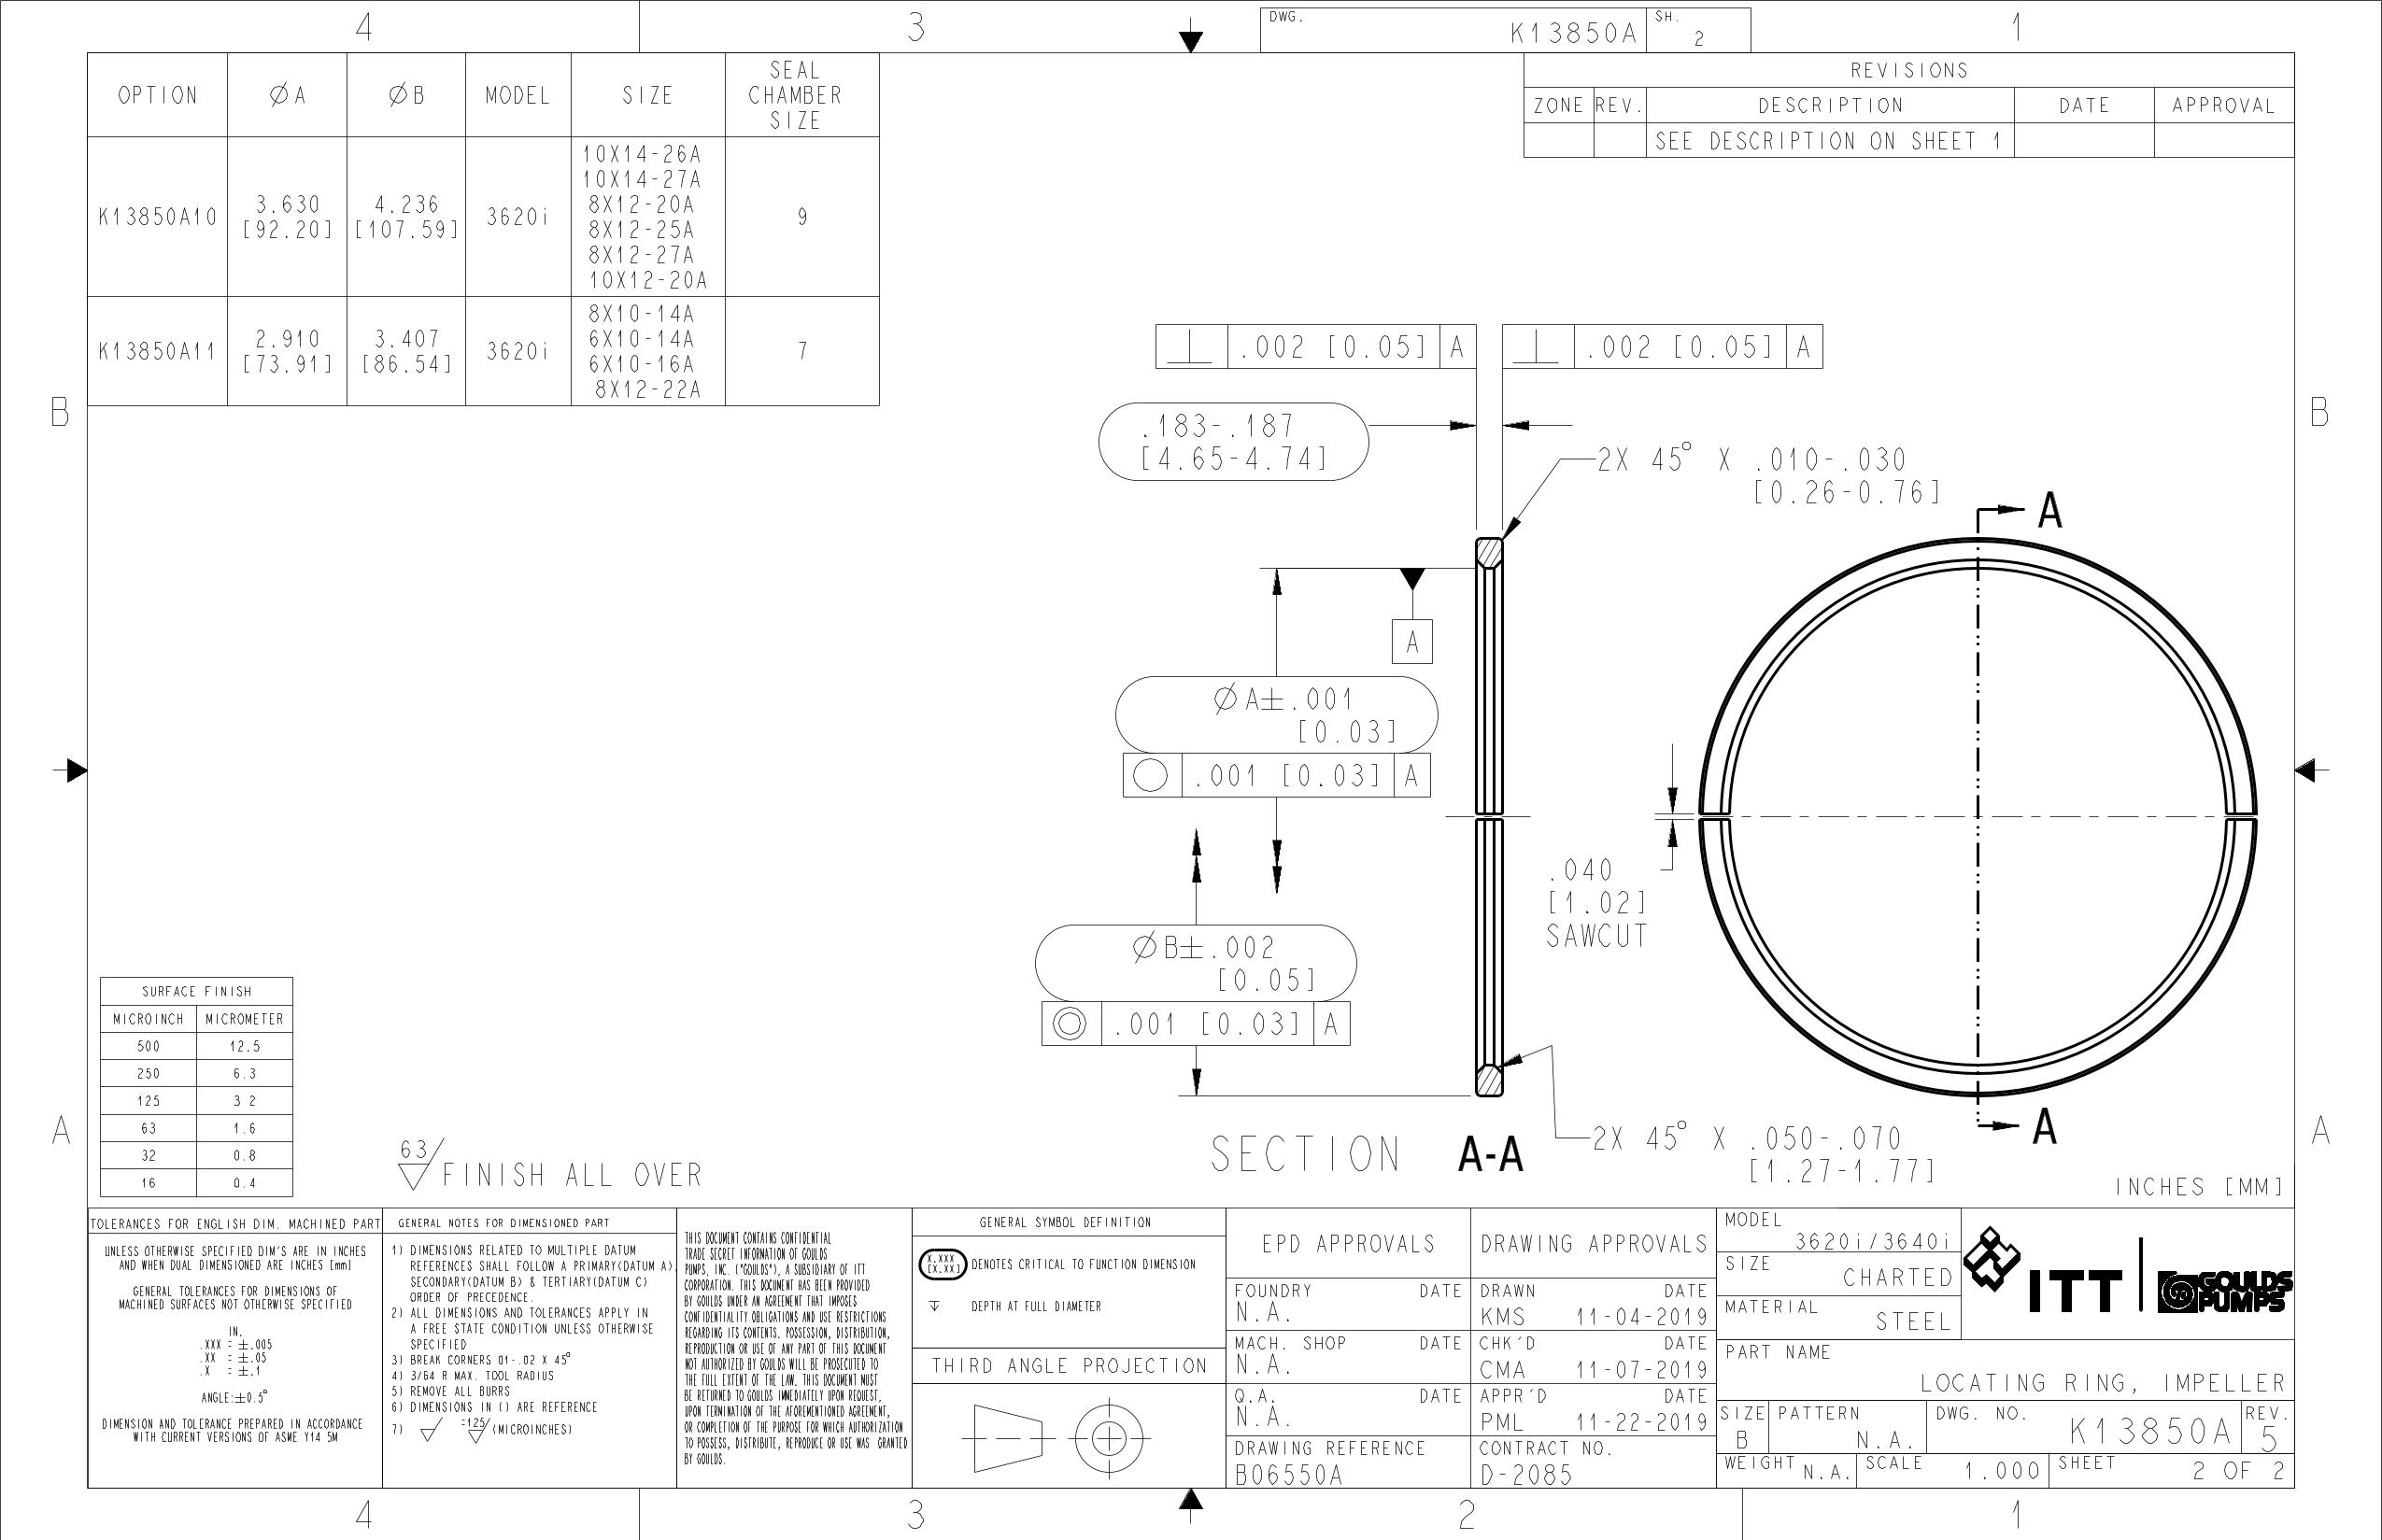 4
3
DWG.
K13850A
SH.
2
1
OPTION ØA ØB MODEL SIZE SEAL CHAMBER SIZE
K13850A10
3.630
[92.20]
4.236
[107.59]
3620i
10X14-26A
10X14-27A
8X12-20A
8X12-25A
8X12-27A
10X12-20A
9
K13850A11
2.910
[73.91]
3.407
[86.54]
3620i
8X10-14A
6X10-14A
6X10-16A
8X12-22A
7
REVISIONS
ZONE REV. DESCRIPTION DATE APPROVAL
SEE DESCRIPTION ON SHEET 1
B
B
⊥ .002 [0.05] A
⊥ .002 [0.05] A
.183-.187
[4.65-4.74]
2X 45° X .010-.030
[0.26-0.76]
A
A
ØA±.001
[0.03]
○ .001 [0.03] A
.040
[1.02]
SAWCUT
ØB±.002
[0.05]
◎ .001 [0.03] A
A
SECTION A-A
2X 45° X .050-.070
[1.27-1.77]
INCHES [MM]
SURFACE FINISH
MICROINCH MICROMETER
500 12.5
250 6.3
125 3 2
63 1.6
32 0.8
16 0.4
A
A
63/
FINISH ALL OVER
TOLERANCES FOR ENGLISH DIM. MACHINED PART
UNLESS OTHERWISE SPECIFIED DIM'S ARE IN INCHES
AND WHEN DUAL DIMENSIONED ARE INCHES [mm]
GENERAL TOLERANCES FOR DIMENSIONS OF
MACHINED SURFACES NOT OTHERWISE SPECIFIED
IN.
.XXX = ±.005
.XX = ±.05
.X = ±.1
ANGLE:±0.5°
DIMENSION AND TOLERANCE PREPARED IN ACCORDANCE
WITH CURRENT VERSIONS OF ASME Y14 5M
GENERAL NOTES FOR DIMENSIONED PART
1) DIMENSIONS RELATED TO MULTIPLE DATUM
REFERENCES SHALL FOLLOW A PRIMARY(DATUM A),
SECONDARY(DATUM B) & TERTIARY(DATUM C)
ORDER OF PRECEDENCE.
2) ALL DIMENSIONS AND TOLERANCES APPLY IN
A FREE STATE CONDITION UNLESS OTHERWISE
SPECIFIED
3) BREAK CORNERS 01-.02 X 45°
4) 3/64 R MAX. TOOL RADIUS
5) REMOVE ALL BURRS
6) DIMENSIONS IN () ARE REFERENCE
7) =125/ (MICROINCHES)
THIS DOCUMENT CONTAINS CONFIDENTIAL
TRADE SECRET INFORMATION OF GOULDS
PUMPS, INC. ("GOULDS"), A SUBSIDIARY OF ITT
CORPORATION. THIS DOCUMENT HAS BEEN PROVIDED
BY GOULDS UNDER AN AGREEMENT THAT IMPOSES
CONFIDENTIALITY OBLIGATIONS AND USE RESTRICTIONS
REGARDING ITS CONTENTS. POSSESSION, DISTRIBUTION,
REPRODUCTION OR USE OF ANY PART OF THIS DOCUMENT
NOT AUTHORIZED BY GOULDS WILL BE PROSECUTED TO
THE FULL EXTENT OF THE LAW. THIS DOCUMENT MUST
BE RETURNED TO GOULDS IMMEDIATELY UPON REQUEST,
UPON TERMINATION OF THE AFOREMENTIONED AGREEMENT,
OR COMPLETION OF THE PURPOSE FOR WHICH AUTHORIZATION
TO POSSESS, DISTRIBUTE, REPRODUCE OR USE WAS GRANTED
BY GOULDS.
GENERAL SYMBOL DEFINITION
X.XXX
[X.XX]
DENOTES CRITICAL TO FUNCTION DIMENSION
DEPTH AT FULL DIAMETER
THIRD ANGLE PROJECTION
EPD APPROVALS
FOUNDRY DATE
N.A.
MACH. SHOP DATE
N.A.
Q.A. DATE
N.A.
DRAWING REFERENCE
B06550A
DRAWING APPROVALS
DRAWN DATE
KMS 11-04-2019
CHK'D DATE
CMA 11-07-2019
APPR'D DATE
PML 11-22-2019
CONTRACT NO.
D-2085
MODEL
3620i/3640i
SIZE
CHARTED
MATERIAL
STEEL
ITT
GOULDS
PUMPS
PART NAME
LOCATING RING, IMPELLER
SIZE
B
PATTERN
N.A.
DWG. NO.
K13850A
REV.
5
WEIGHT N.A.
SCALE 1.000
SHEET 2 OF 2
4
3
2
1